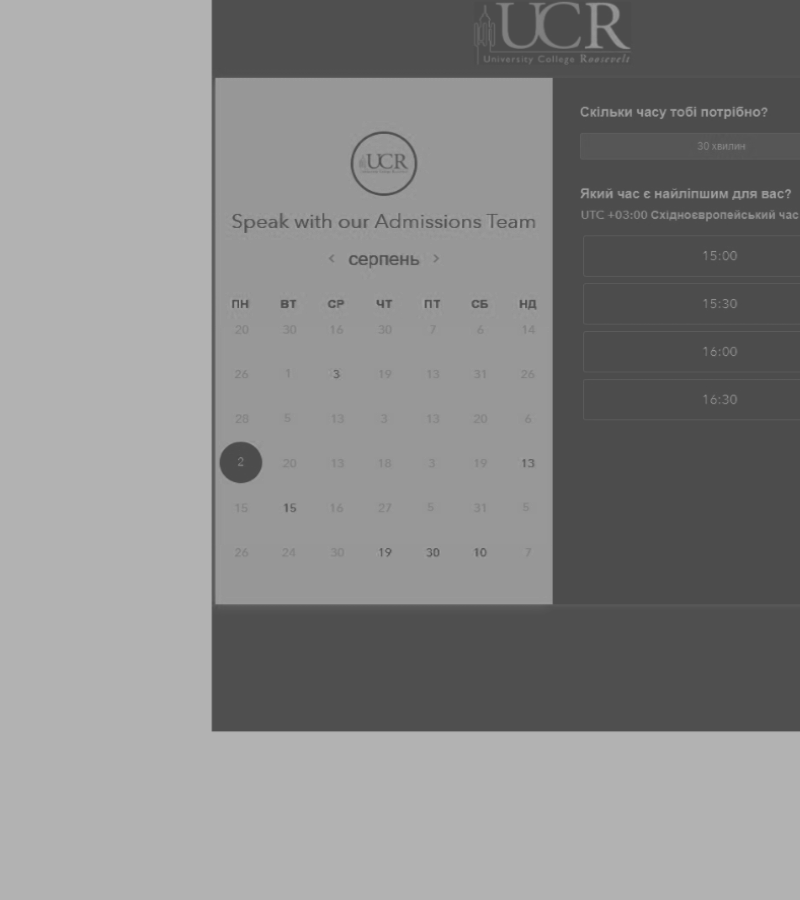 UCR
University College Roosevelt
UCR
Speak with our Admissions Team
< серпень >
ПН ВТ СР ЧТ ПТ СБ НД
20 30 16 30 7 6 14
26 1 3 19 13 31 26
28 5 13 3 13 20 6
2 20 13 18 3 19 13
15 15 16 27 5 31 5
26 24 30 19 30 10 7
Скільки часу тобі потрібно?
30 хвилин
Який час є найліпшим для вас?
UTC +03:00 Східноєвропейський час
15:00
15:30
16:00
16:30